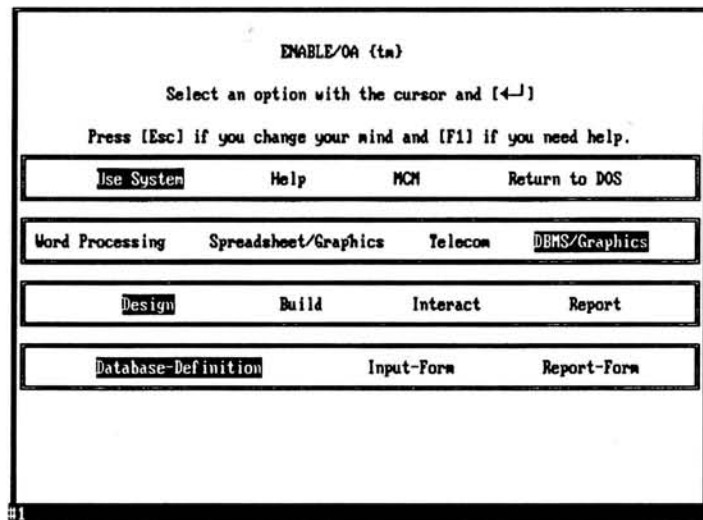 ENABLE/OA {tm}
Select an option with the cursor and [↵]
Press [Esc] if you change your mind and [F1] if you need help.
Use System Help MCM Return to DOS
Word Processing Spreadsheet/Graphics Telecom DBMS/Graphics
Design Build Interact Report
Database-Definition Input-Form Report-Form
#1